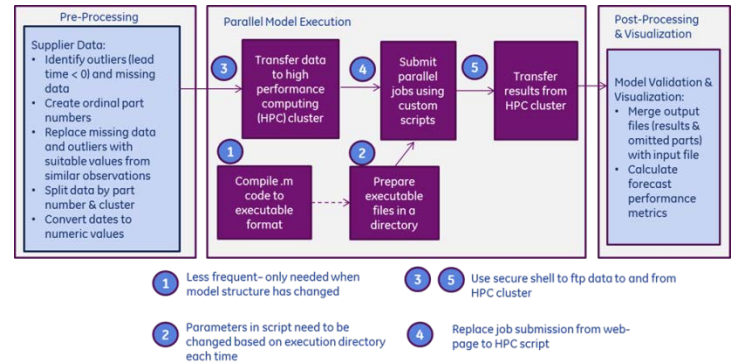 Pre-Processing
Supplier Data:
• Identify outliers (lead
time < 0) and missing
data
• Create ordinal part
numbers
• Replace missing data
and outliers with
suitable values from
similar observations
• Split data by part
number & cluster
• Convert dates to
numeric values
Parallel Model Execution
3
Transfer data
to high
performance
computing
(HPC) cluster
4
Submit
parallel
jobs using
custom
scripts
5
Transfer
results from
HPC cluster
1
Compile .m
code to
executable
format
2
Prepare
executable
files in a
directory
Post-Processing
& Visualization
Model Validation &
Visualization:
• Merge output
files (results &
omitted parts)
with input file
• Calculate
forecast
performance
metrics
1
Less frequent– only needed when
model structure has changed
2
Parameters in script need to be
changed based on execution directory
each time
3
5
Use secure shell to ftp data to and from
HPC cluster
4
Replace job submission from web-
page to HPC script